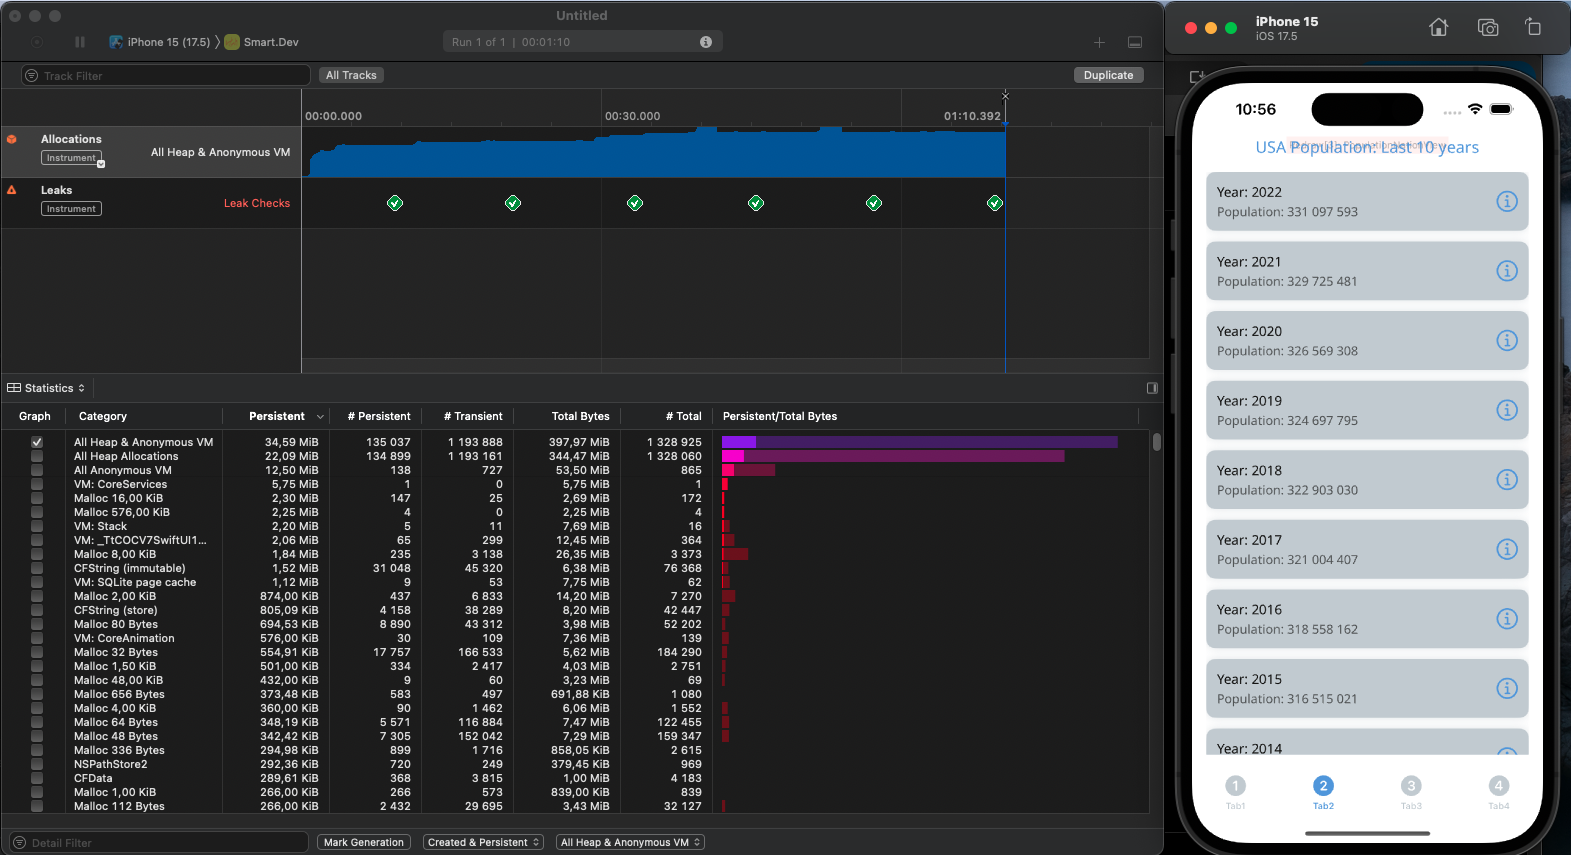 Untitled
iPhone 15 (17.5) 〉 Smart.Dev
Run 1 of 1 | 00:01:10
Track Filter
All Tracks
Duplicate
00:00.000 00:30.000 01:10.392
Allocations
Instrument
All Heap & Anonymous VM
Leaks
Instrument
Leak Checks
Statistics
Graph Category Persistent # Persistent # Transient Total Bytes # Total Persistent/Total Bytes
All Heap & Anonymous VM 34,59 MiB 135 037 1 193 888 397,97 MiB 1 328 925
All Heap Allocations 22,09 MiB 134 899 1 193 161 344,47 MiB 1 328 060
All Anonymous VM 12,50 MiB 138 727 53,50 MiB 865
VM: CoreServices 5,75 MiB 1 0 5,75 MiB 1
Malloc 16,00 KiB 2,30 MiB 147 25 2,69 MiB 172
Malloc 576,00 KiB 2,25 MiB 4 0 2,25 MiB 4
VM: Stack 2,20 MiB 5 11 7,69 MiB 16
VM: _TtCOCV7SwiftUI1... 2,06 MiB 65 299 12,45 MiB 364
Malloc 8,00 KiB 1,84 MiB 235 3 138 26,35 MiB 3 373
CFString (immutable) 1,52 MiB 31 048 45 320 6,38 MiB 76 368
VM: SQLite page cache 1,12 MiB 9 53 7,75 MiB 62
Malloc 2,00 KiB 874,00 KiB 437 6 833 14,20 MiB 7 270
CFString (store) 805,09 KiB 4 158 38 289 8,20 MiB 42 447
Malloc 80 Bytes 694,53 KiB 8 890 43 312 3,98 MiB 52 202
VM: CoreAnimation 576,00 KiB 30 109 7,36 MiB 139
Malloc 32 Bytes 554,91 KiB 17 757 166 533 5,62 MiB 184 290
Malloc 1,50 KiB 501,00 KiB 334 2 417 4,03 MiB 2 751
Malloc 48,00 KiB 432,00 KiB 9 60 3,23 MiB 69
Malloc 656 Bytes 373,48 KiB 583 497 691,88 KiB 1 080
Malloc 4,00 KiB 360,00 KiB 90 1 462 6,06 MiB 1 552
Malloc 64 Bytes 348,19 KiB 5 571 116 884 7,47 MiB 122 455
Malloc 48 Bytes 342,42 KiB 7 305 152 042 7,29 MiB 159 347
Malloc 336 Bytes 294,98 KiB 899 1 716 858,05 KiB 2 615
NSPathStore2 292,36 KiB 720 249 379,45 KiB 969
CFData 289,61 KiB 368 3 815 1,00 MiB 4 183
Malloc 1,00 KiB 266,00 KiB 266 573 839,00 KiB 839
Malloc 112 Bytes 266,00 KiB 2 432 29 695 3,43 MiB 32 127
Detail Filter
Mark Generation
Created & Persistent
All Heap & Anonymous VM
iPhone 15
iOS 17.5
10:56
USA Population: Last 10 years
Year: 2022
Population: 331 097 593
Year: 2021
Population: 329 725 481
Year: 2020
Population: 326 569 308
Year: 2019
Population: 324 697 795
Year: 2018
Population: 322 903 030
Year: 2017
Population: 321 004 407
Year: 2016
Population: 318 558 162
Year: 2015
Population: 316 515 021
Year: 2014
1 2 3 4
Tab1 Tab2 Tab3 Tab4